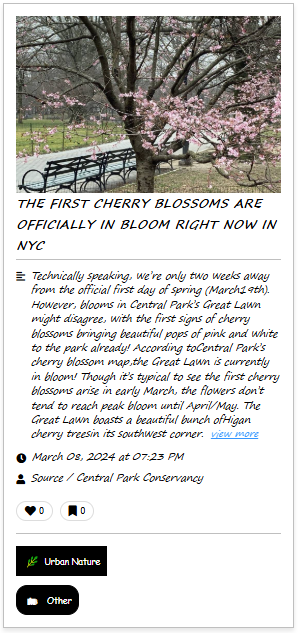 THE FIRST CHERRY BLOSSOMS ARE
OFFICIALLY IN BLOOM RIGHT NOW IN
NYC
Technically speaking, we're only two weeks away
from the official first day of spring (March19th).
However, blooms in Central Park's Great Lawn
might disagree, with the first signs of cherry
blossoms bringing beautiful pops of pink and white
to the park already! According toCentral Park's
cherry blossom map,the Great Lawn is currently
in bloom! Though it's typical to see the first cherry
blossoms arise in early March, the flowers don't
tend to reach peak bloom until April/May. The
Great Lawn boasts a beautiful bunch ofHigan
cherry treesin its southwest corner. view more
March 08, 2024 at 07:23 PM
Source / Central Park Conservancy
0 0
Urban Nature
Other